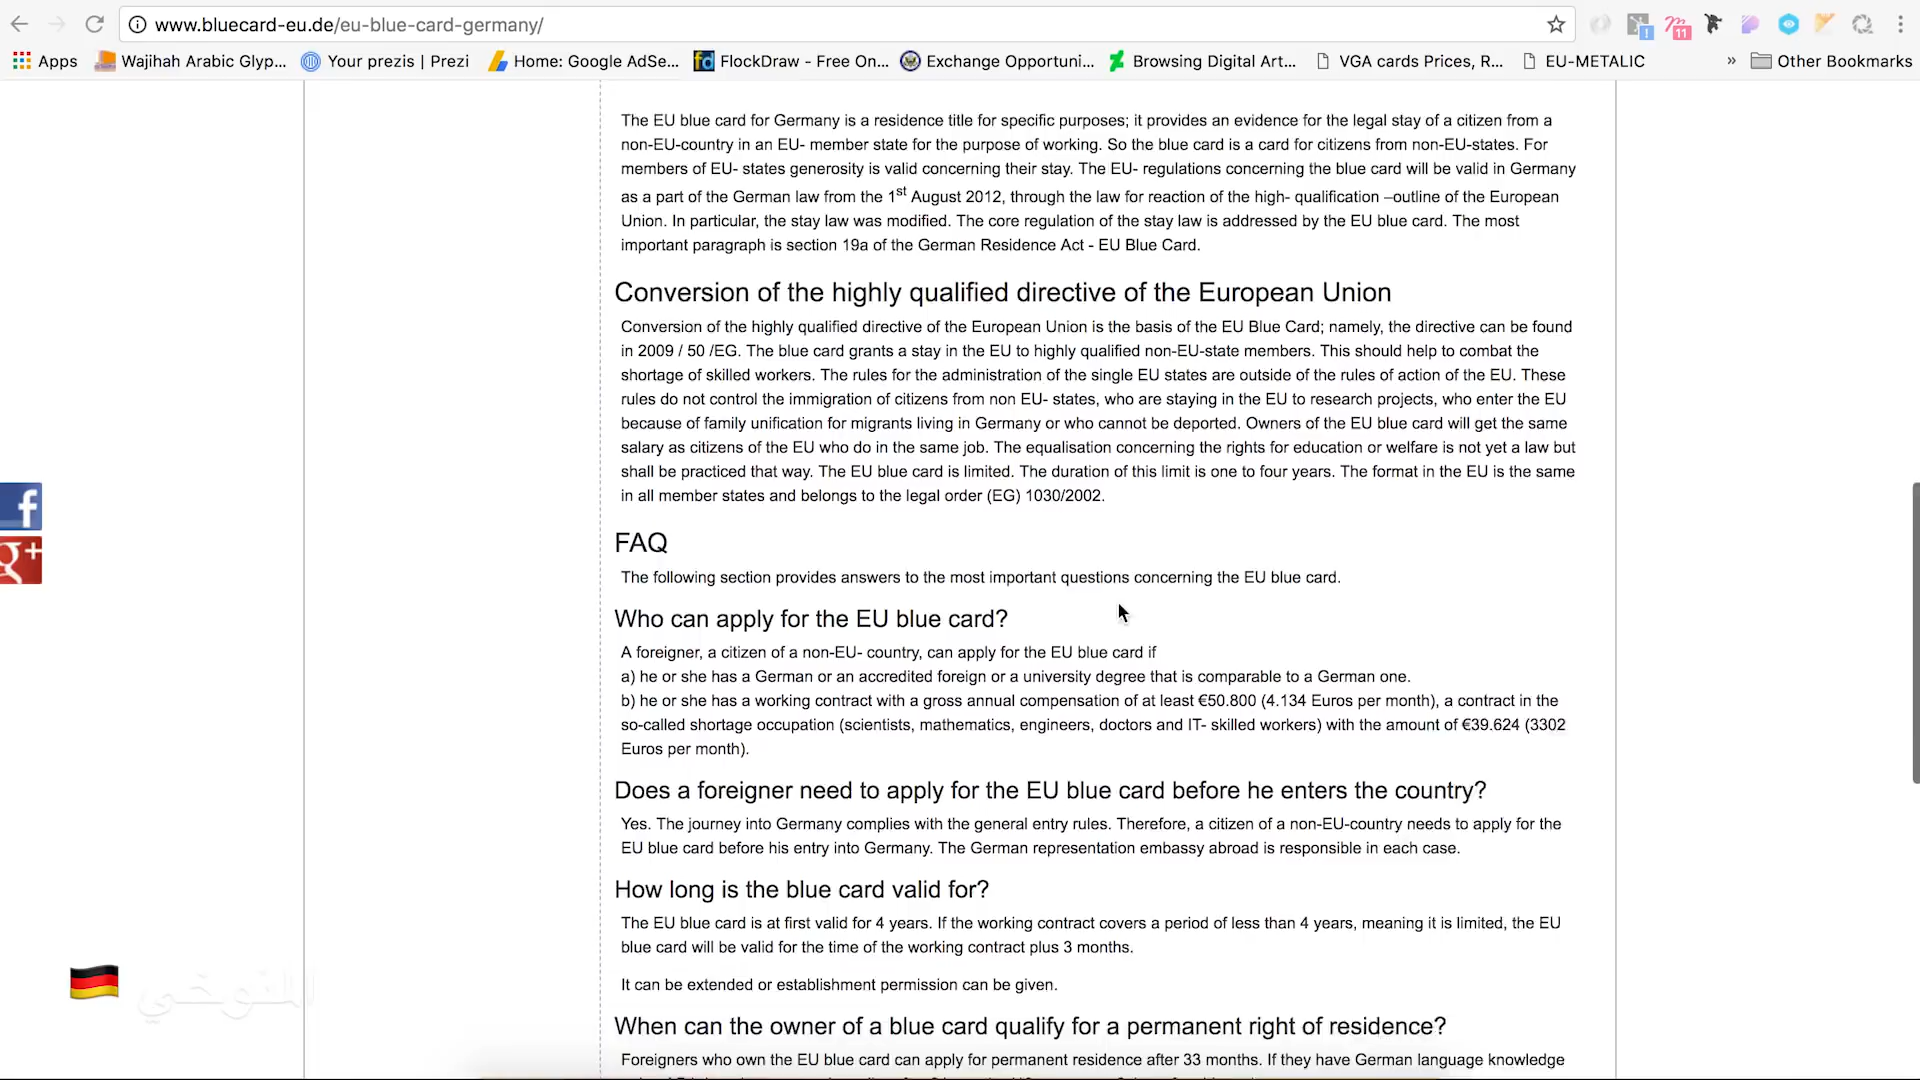 www.bluecard-eu.de/eu-blue-card-germany/
11
Apps Wajihah Arabic Glyp... Your prezis | Prezi Home: Google AdSe... FlockDraw - Free On... Exchange Opportuni... Browsing Digital Art... VGA cards Prices, R... EU-METALIC » Other Bookmarks
The EU blue card for Germany is a residence title for specific purposes; it provides an evidence for the legal stay of a citizen from a
non-EU-country in an EU- member state for the purpose of working. So the blue card is a card for citizens from non-EU-states. For
members of EU- states generosity is valid concerning their stay. The EU- regulations concerning the blue card will be valid in Germany
as a part of the German law from the 1st August 2012, through the law for reaction of the high- qualification –outline of the European
Union. In particular, the stay law was modified. The core regulation of the stay law is addressed by the EU blue card. The most
important paragraph is section 19a of the German Residence Act - EU Blue Card.
Conversion of the highly qualified directive of the European Union
Conversion of the highly qualified directive of the European Union is the basis of the EU Blue Card; namely, the directive can be found
in 2009 / 50 /EG. The blue card grants a stay in the EU to highly qualified non-EU-state members. This should help to combat the
shortage of skilled workers. The rules for the administration of the single EU states are outside of the rules of action of the EU. These
rules do not control the immigration of citizens from non EU- states, who are staying in the EU to research projects, who enter the EU
because of family unification for migrants living in Germany or who cannot be deported. Owners of the EU blue card will get the same
salary as citizens of the EU who do in the same job. The equalisation concerning the rights for education or welfare is not yet a law but
shall be practiced that way. The EU blue card is limited. The duration of this limit is one to four years. The format in the EU is the same
in all member states and belongs to the legal order (EG) 1030/2002.
FAQ
The following section provides answers to the most important questions concerning the EU blue card.
Who can apply for the EU blue card?
A foreigner, a citizen of a non-EU- country, can apply for the EU blue card if
a) he or she has a German or an accredited foreign or a university degree that is comparable to a German one.
b) he or she has a working contract with a gross annual compensation of at least €50.800 (4.134 Euros per month), a contract in the
so-called shortage occupation (scientists, mathematics, engineers, doctors and IT- skilled workers) with the amount of €39.624 (3302
Euros per month).
Does a foreigner need to apply for the EU blue card before he enters the country?
Yes. The journey into Germany complies with the general entry rules. Therefore, a citizen of a non-EU-country needs to apply for the
EU blue card before his entry into Germany. The German representation embassy abroad is responsible in each case.
How long is the blue card valid for?
The EU blue card is at first valid for 4 years. If the working contract covers a period of less than 4 years, meaning it is limited, the EU
blue card will be valid for the time of the working contract plus 3 months.
It can be extended or establishment permission can be given.
When can the owner of a blue card qualify for a permanent right of residence?
Foreigners who own the EU blue card can apply for permanent residence after 33 months. If they have German language knowledge